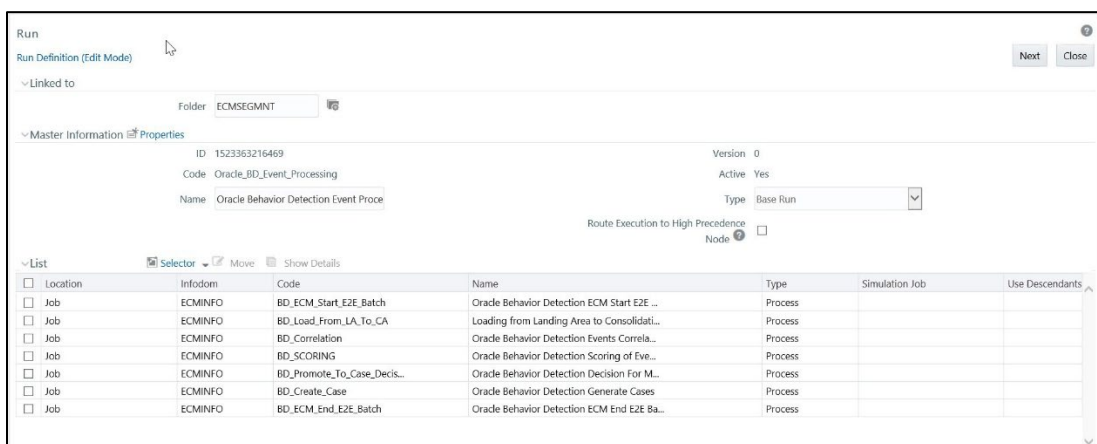 Run
Run Definition (Edit Mode)
Next Close
Linked to
Folder ECMSEGMNT
Master Information Properties
ID 1523363216469 Version 0
Code Oracle_BD_Event_Processing Active Yes
Name Oracle Behavior Detection Event Proce Type Base Run
Route Execution to High Precedence
Node
List Selector Move Show Details
Location Infodom Code Name Type Simulation Job Use Descendants
Job ECMINFO BD_ECM_Start_E2E_Batch Oracle Behavior Detection ECM Start E2E ... Process
Job ECMINFO BD_Load_From_LA_To_CA Loading from Landing Area to Consolidati... Process
Job ECMINFO BD_Correlation Oracle Behavior Detection Events Correla... Process
Job ECMINFO BD_SCORING Oracle Behavior Detection Scoring of Eve... Process
Job ECMINFO BD_Promote_To_Case_Decis... Oracle Behavior Detection Decision For M... Process
Job ECMINFO BD_Create_Case Oracle Behavior Detection Generate Cases Process
Job ECMINFO BD_ECM_End_E2E_Batch Oracle Behavior Detection ECM End E2E Ba... Process